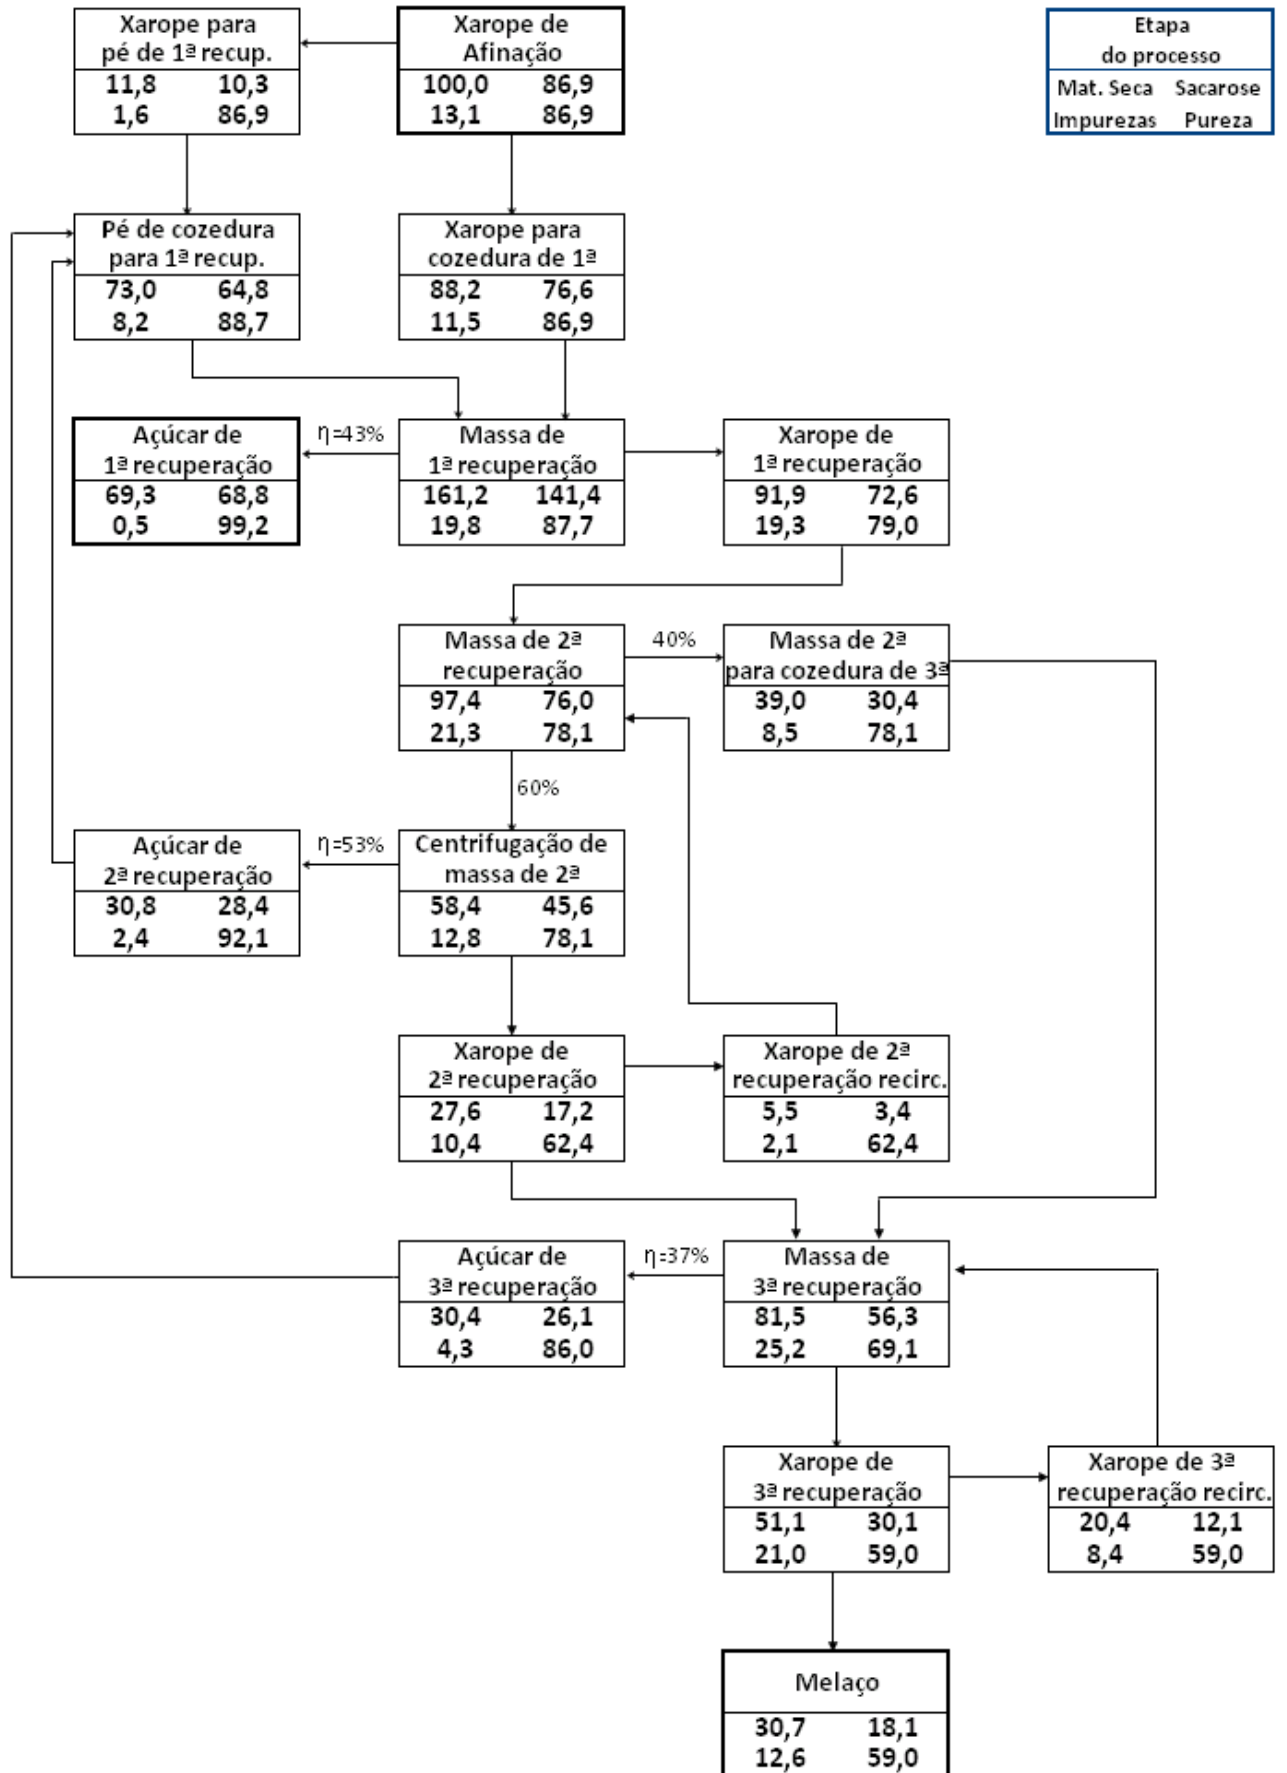 Xarope para
pé de 1ª recup.
11,8 10,3
1,6 86,9
Xarope de
Afinação
100,0 86,9
13,1 86,9
Etapa
do processo
Mat. Seca Sacarose
Impurezas Pureza
Pé de cozedura
para 1ª recup.
73,0 64,8
8,2 88,7
Xarope para
cozedura de 1ª
88,2 76,6
11,5 86,9
Açúcar de
1ª recuperação
69,3 68,8
0,5 99,2
η=43%
Massa de
1ª recuperação
161,2 141,4
19,8 87,7
Xarope de
1ª recuperação
91,9 72,6
19,3 79,0
Massa de 2ª
recuperação
97,4 76,0
21,3 78,1
40%
Massa de 2ª
para cozedura de 3ª
39,0 30,4
8,5 78,1
60%
Açúcar de
2ª recuperação
30,8 28,4
2,4 92,1
η=53%
Centrifugação de
massa de 2ª
58,4 45,6
12,8 78,1
Xarope de
2ª recuperação
27,6 17,2
10,4 62,4
Xarope de 2ª
recuperação recirc.
5,5 3,4
2,1 62,4
Açúcar de
3ª recuperação
30,4 26,1
4,3 86,0
η=37%
Massa de
3ª recuperação
81,5 56,3
25,2 69,1
Xarope de
3ª recuperação
51,1 30,1
21,0 59,0
Xarope de 3ª
recuperação recirc.
20,4 12,1
8,4 59,0
Melaço
30,7 18,1
12,6 59,0